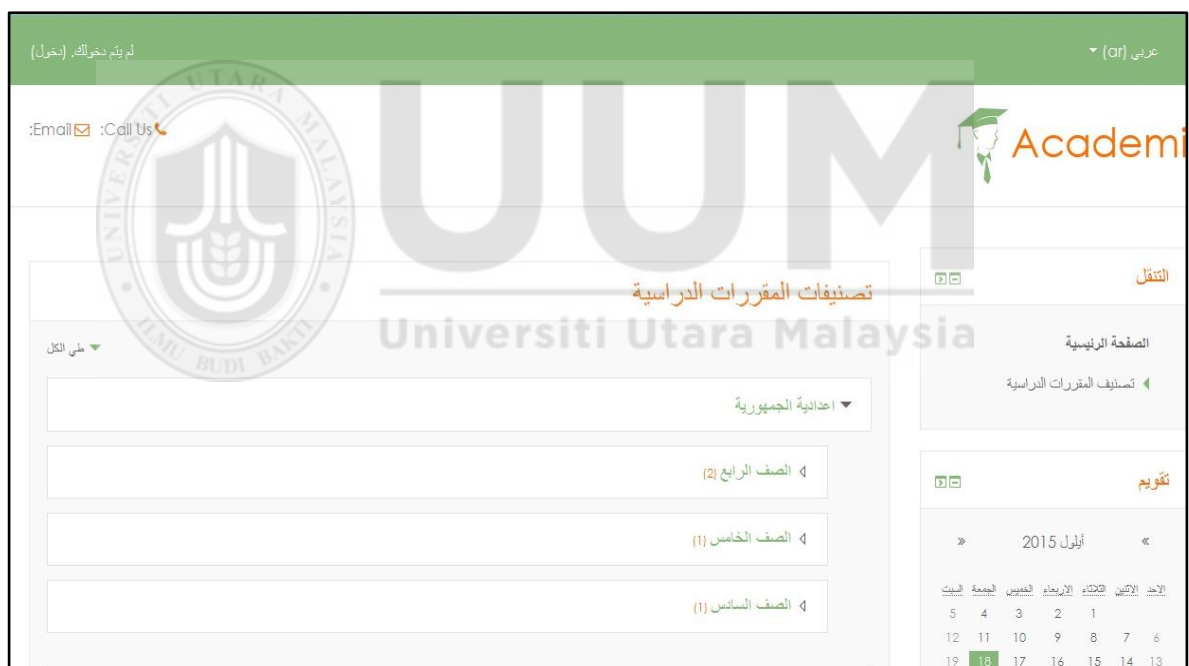 عربي (ar)
لم يتم دخولك. (دخول)
Academi
Call Us:
Email:
UNIVERSITI UTARA MALAYSIA
ILMU BUDI BAKTI
UUM
Universiti Utara Malaysia
التنقل
الصفحة الرئيسية
تصنيف المقررات الدراسية
تقويم
« أيلول 2015 »
الاحد الاثنين الثلاثاء الاربعاء الخميس الجمعة السبت
1 2 3 4 5
6 7 8 9 10 11 12
13 14 15 16 17 18 19
تصنيفات المقررات الدراسية
طي الكل
اعدادية الجمهورية
الصف الرابع (2)
الصف الخامس (1)
الصف السادس (1)